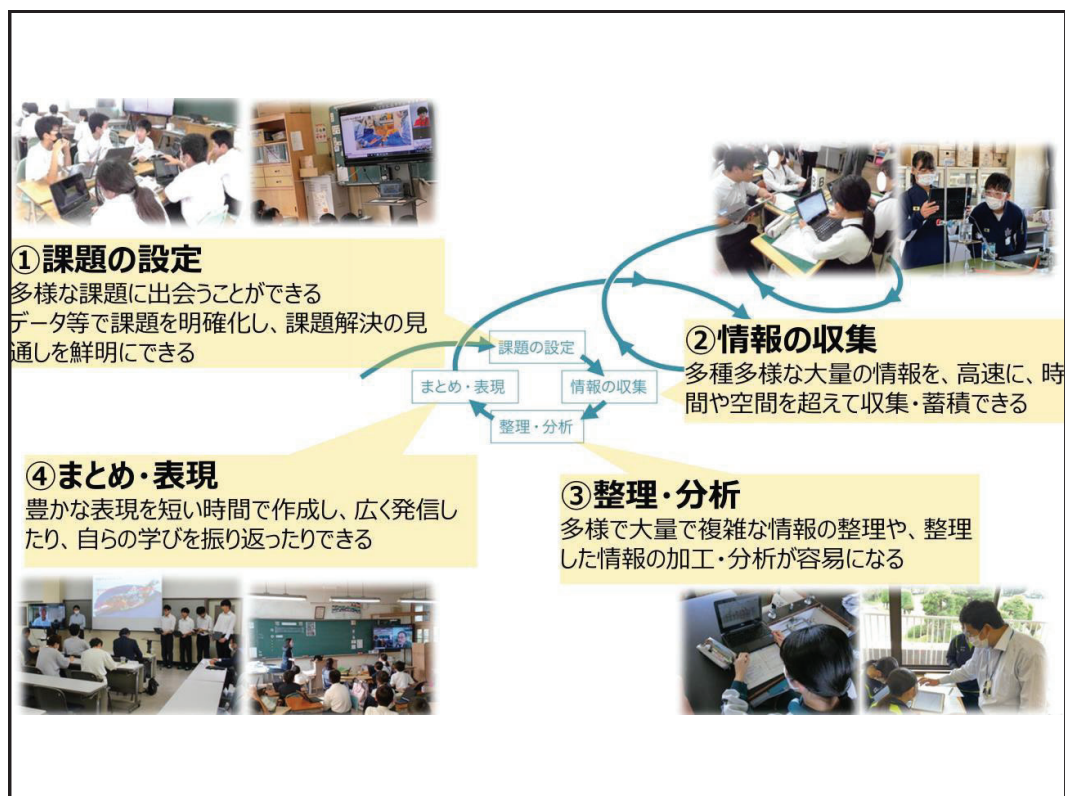 ①課題の設定
多様な課題に出会うことができる
データ等で課題を明確化し、課題解決の見
通しを鮮明にできる
②情報の収集
多種多様な大量の情報を、高速に、時
間や空間を超えて収集・蓄積できる
課題の設定
まとめ・表現
情報の収集
整理・分析
④まとめ・表現
豊かな表現を短い時間で作成し、広く発信し
たり、自らの学びを振り返ったりできる
③整理・分析
多様で大量で複雑な情報の整理や、整理
した情報の加工・分析が容易になる